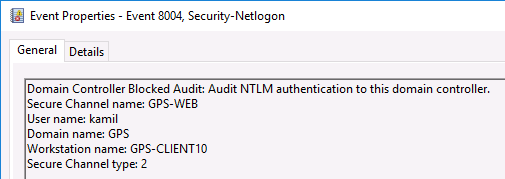 Event Properties - Event 8004, Security-Netlogon
General Details
Domain Controller Blocked Audit: Audit NTLM authentication to this domain controller.
Secure Channel name: GPS-WEB
User name: kamil
Domain name: GPS
Workstation name: GPS-CLIENT10
Secure Channel type: 2